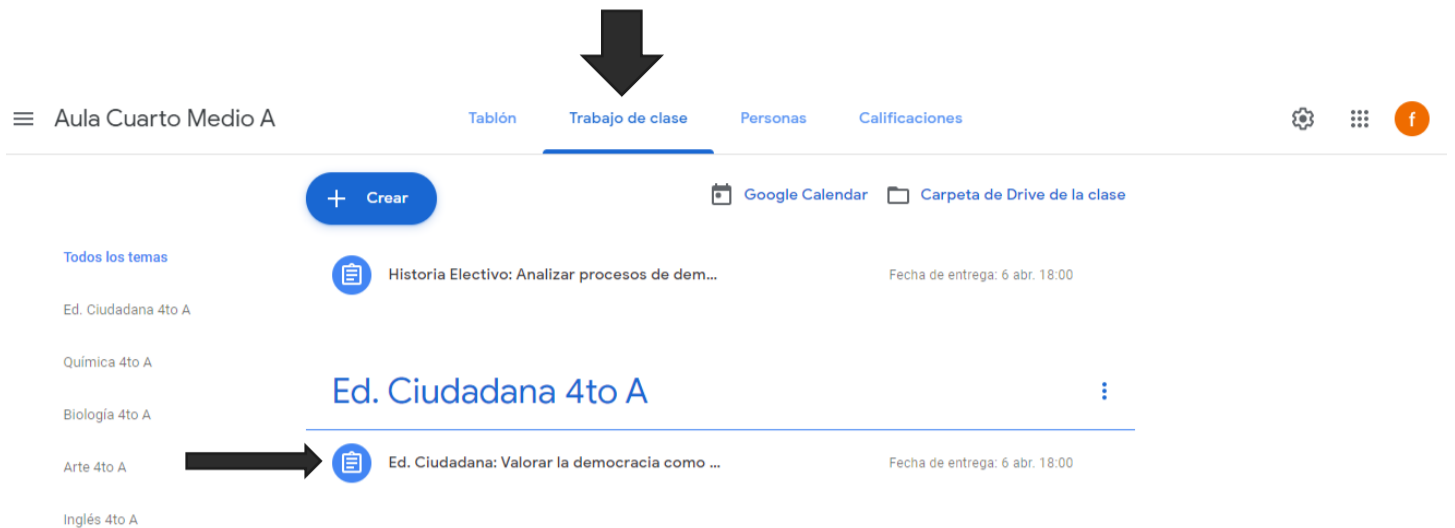 Aula Cuarto Medio A
Tablón
Trabajo de clase
Personas
Calificaciones
f
+ Crear
Google Calendar
Carpeta de Drive de la clase
Todos los temas
Ed. Ciudadana 4to A
Química 4to A
Biología 4to A
Arte 4to A
Inglés 4to A
Historia Electivo: Analizar procesos de dem...
Fecha de entrega: 6 abr. 18:00
Ed. Ciudadana 4to A
Ed. Ciudadana: Valorar la democracia como ...
Fecha de entrega: 6 abr. 18:00